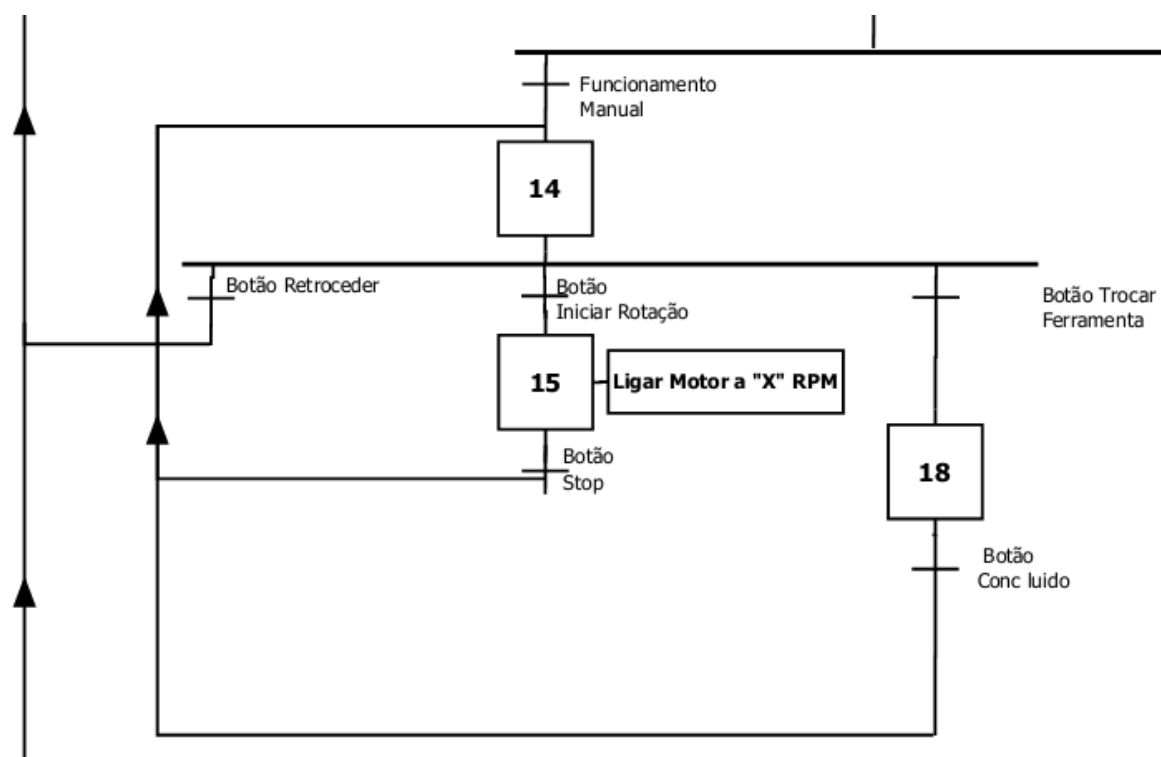 Funcionamento
Manual
14
Botão Retroceder
Botão
Iniciar Rotação
Botão Trocar
Ferramenta
15
Ligar Motor a "X" RPM
Botão
Stop
18
Botão
Conc luido